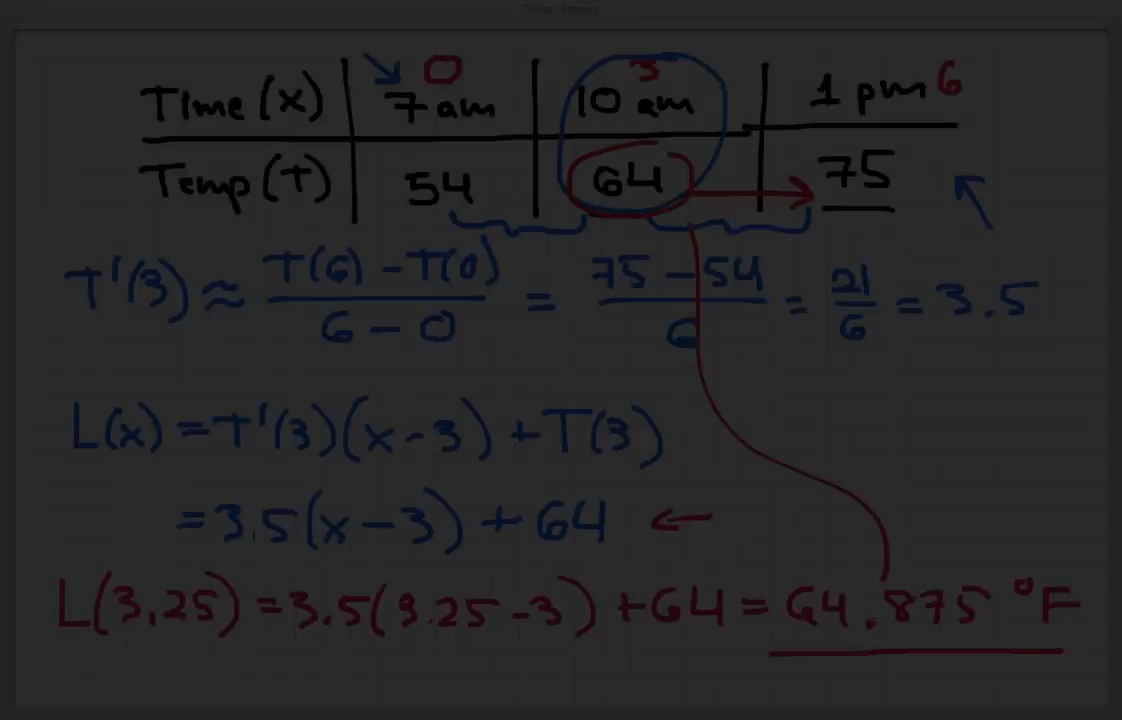 Time (x) 7 am 0 10 am 3 1 pm 6
Temp (T) 54 64 75
T'(3) ≈ T(6) - T(0) / 6 - 0 = 75 - 54 / 6 = 21 / 6 = 3.5
L(x) = T'(3)(x - 3) + T(3)
= 3.5(x - 3) + 64 ←
L(3.25) = 3.5(3.25 - 3) + 64 = 64.875 °F